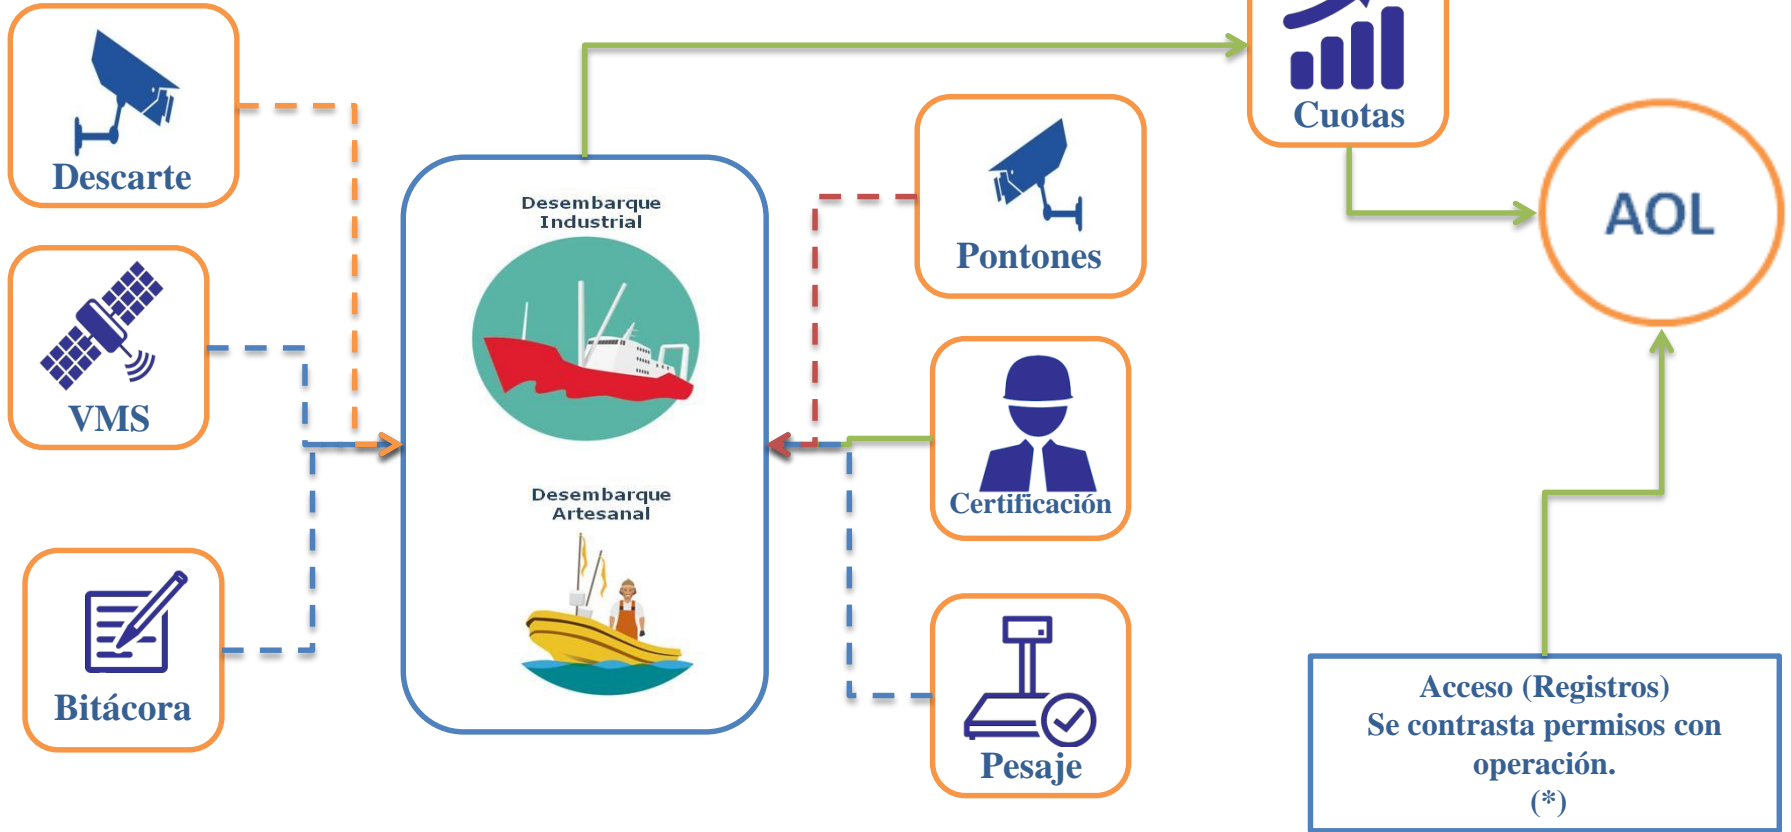 Descarte
VMS
Bitácora
Desembarque
Industrial
Desembarque
Artesanal
Pontones
Certificación
Pesaje
Cuotas
AOL
Acceso (Registros)
Se contrasta permisos con
operación.
(*)